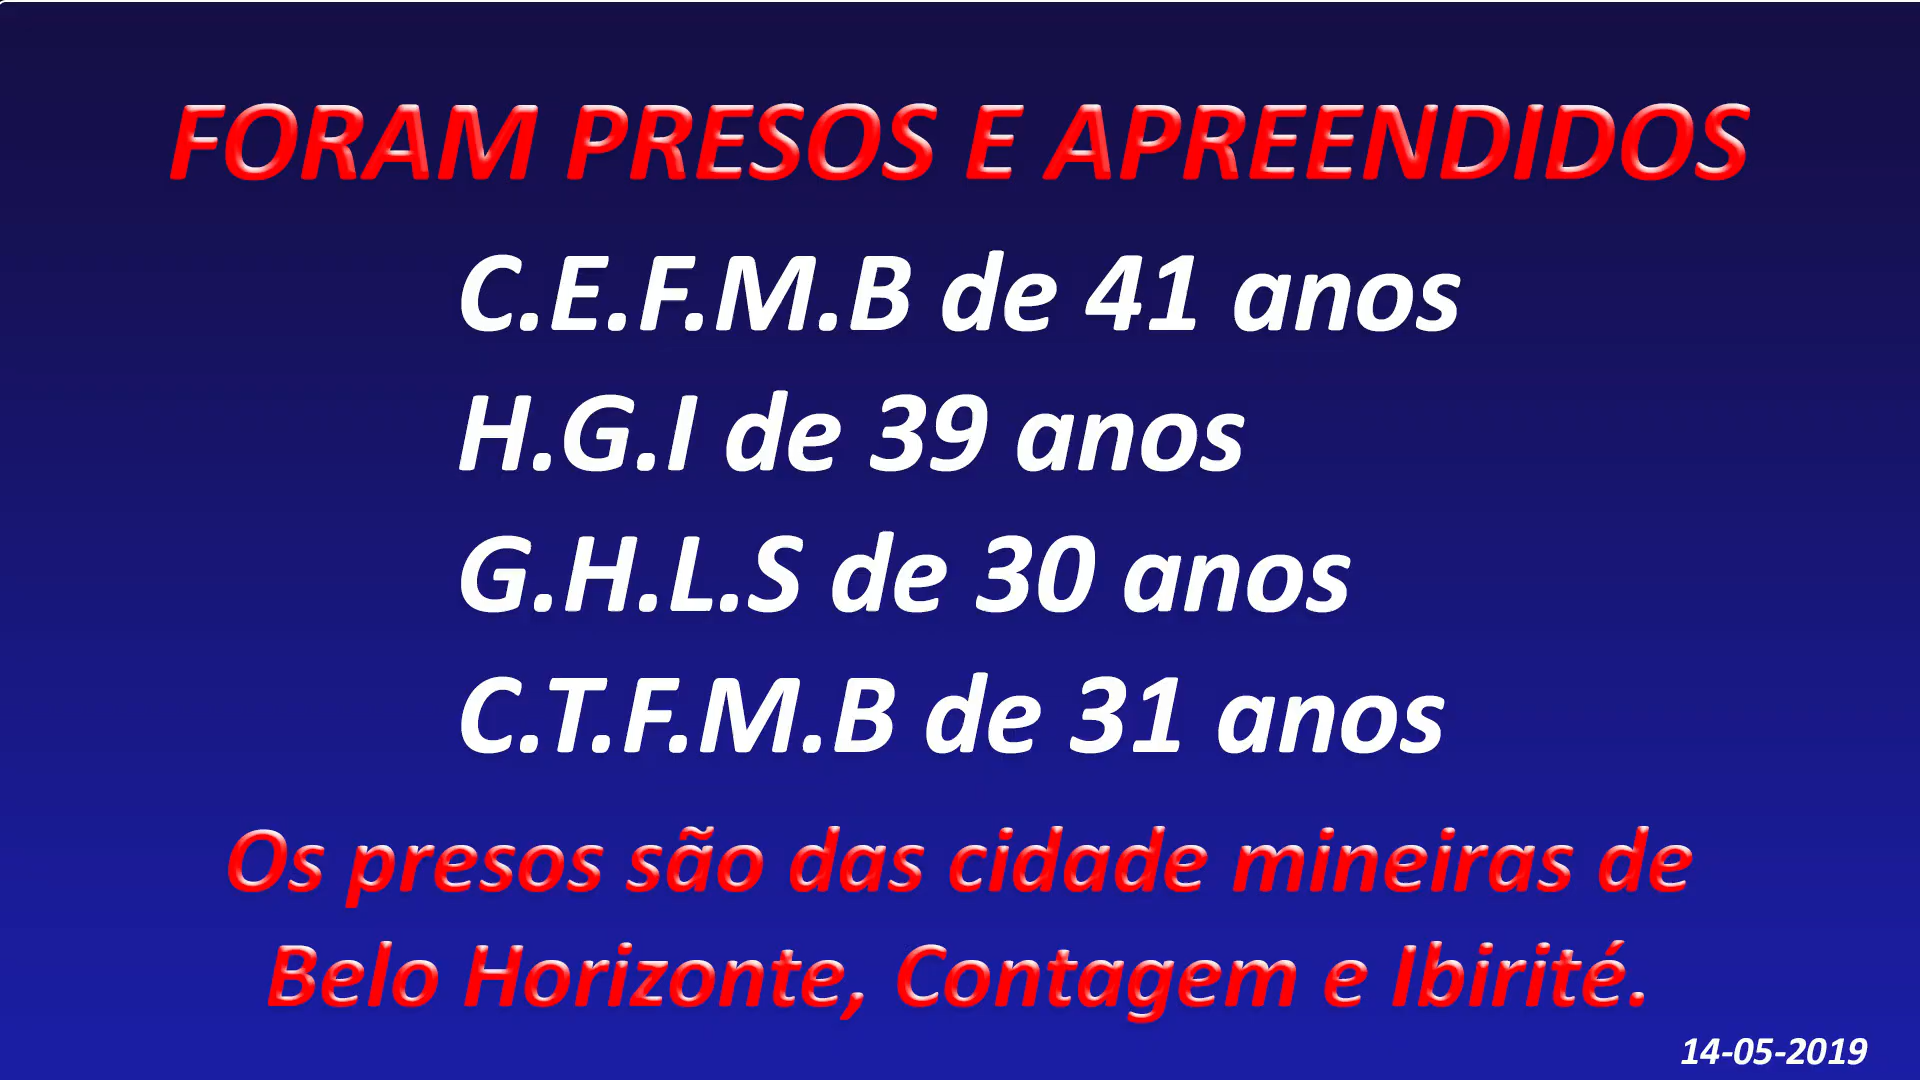 FORAM PRESOS E APREENDIDOS
C.E.F.M.B de 41 anos
H.G.I de 39 anos
G.H.L.S de 30 anos
C.T.F.M.B de 31 anos
Os presos são das cidade mineiras de
Belo Horizonte, Contagem e Ibirité.
14-05-2019